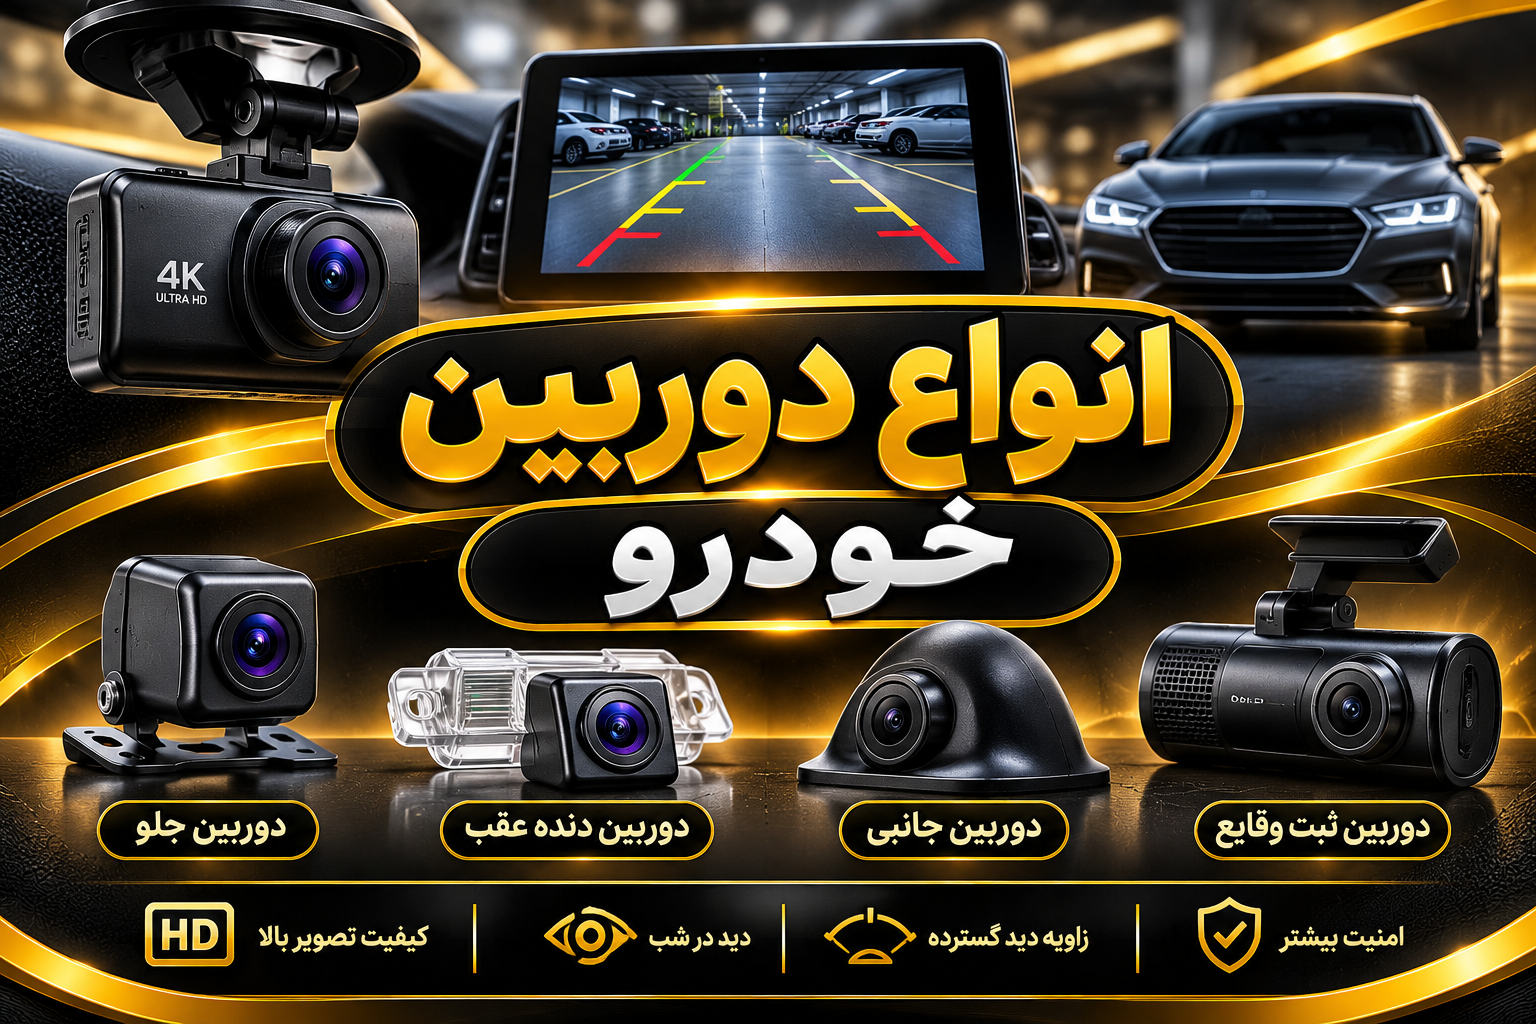 4K
ULTRA HD
انواع دوربین
خودرو
دوربین ثبت وقایع
دوربین جانبی
دوربین دنده عقب
دوربین جلو
امنیت بیشتر
زاویه دید گسترده
دید در شب
کیفیت تصویر بالا
HD